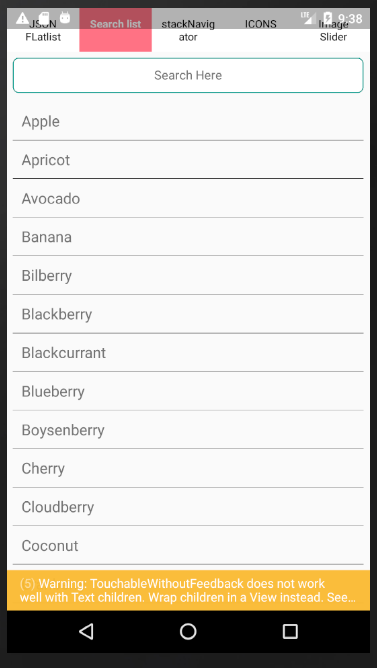 9:38
JSON
FLatlist
Search list
stackNavig
ator
ICONS
Image
Slider
Search Here
Apple
Apricot
Avocado
Banana
Bilberry
Blackberry
Blackcurrant
Blueberry
Boysenberry
Cherry
Cloudberry
Coconut
(5) Warning: TouchableWithoutFeedback does not work
well with Text children. Wrap children in a View instead. See...